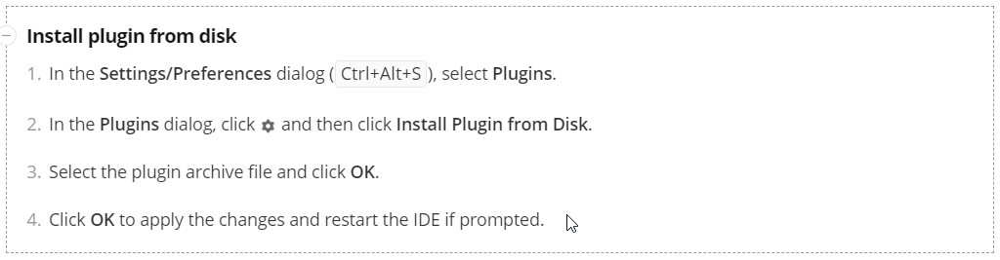 Install plugin from disk
1. In the Settings/Preferences dialog ( Ctrl+Alt+S ), select Plugins.
2. In the Plugins dialog, click and then click Install Plugin from Disk.
3. Select the plugin archive file and click OK.
4. Click OK to apply the changes and restart the IDE if prompted.